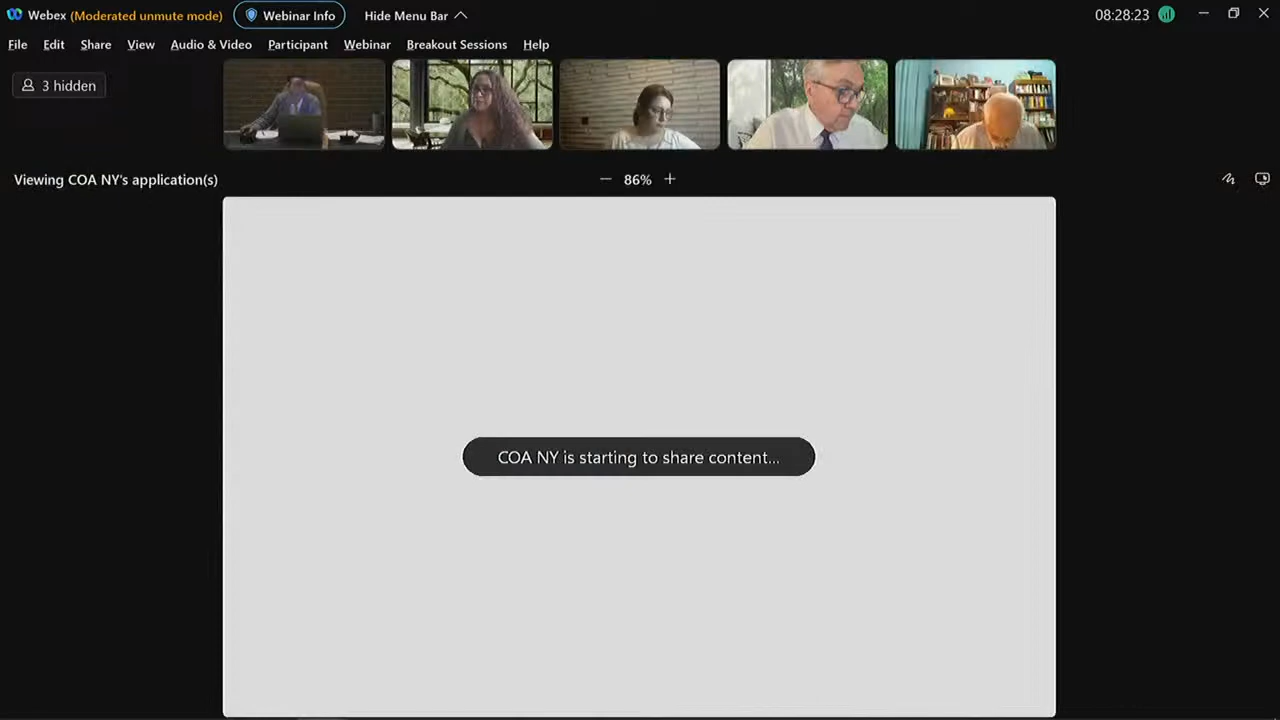 Webex (Moderated unmute mode) Webinar Info Hide Menu Bar 08:28:23
File Edit Share View Audio & Video Participant Webinar Breakout Sessions Help
3 hidden
Viewing COA NY's application(s) 86%
COA NY is starting to share content...